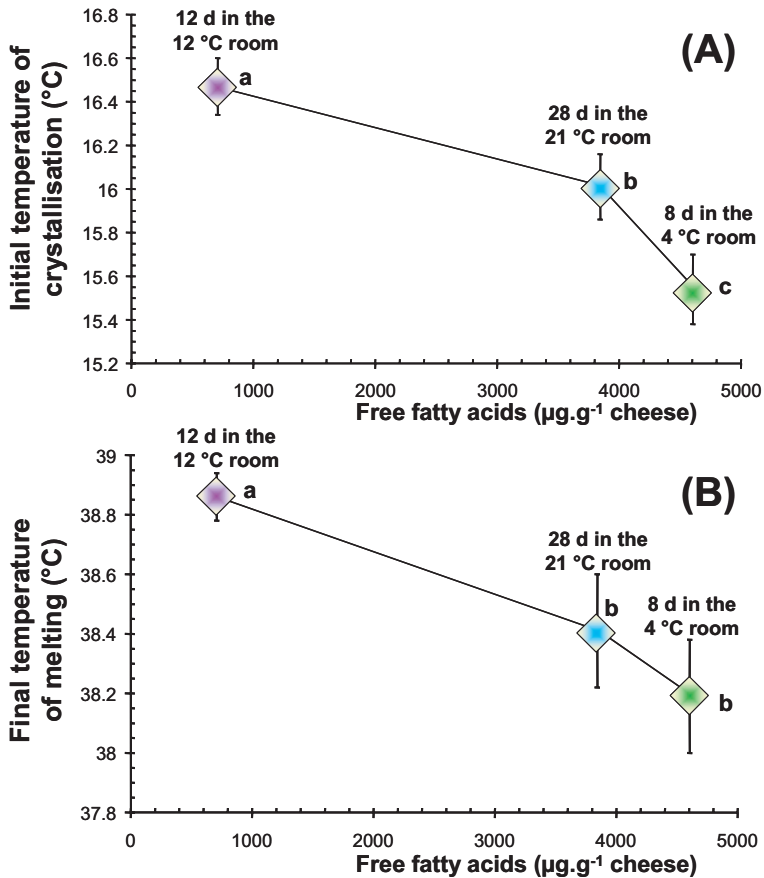 16.8
16.6
16.4
16.2
16
15.8
15.6
15.4
15.2
Initial temperature of
crystallisation (°C)
12 d in the
12 °C room
a
(A)
28 d in the
21 °C room
b
8 d in the
4 °C room
c
0 1000 2000 3000 4000 5000
Free fatty acids (µg.g-1 cheese)
39
38.8
38.6
38.4
38.2
38
37.8
Final temperature
of melting (°C)
12 d in the
12 °C room
a
(B)
28 d in the
21 °C room
b
8 d in the
4 °C room
b
0 1000 2000 3000 4000 5000
Free fatty acids (µg.g-1 cheese)